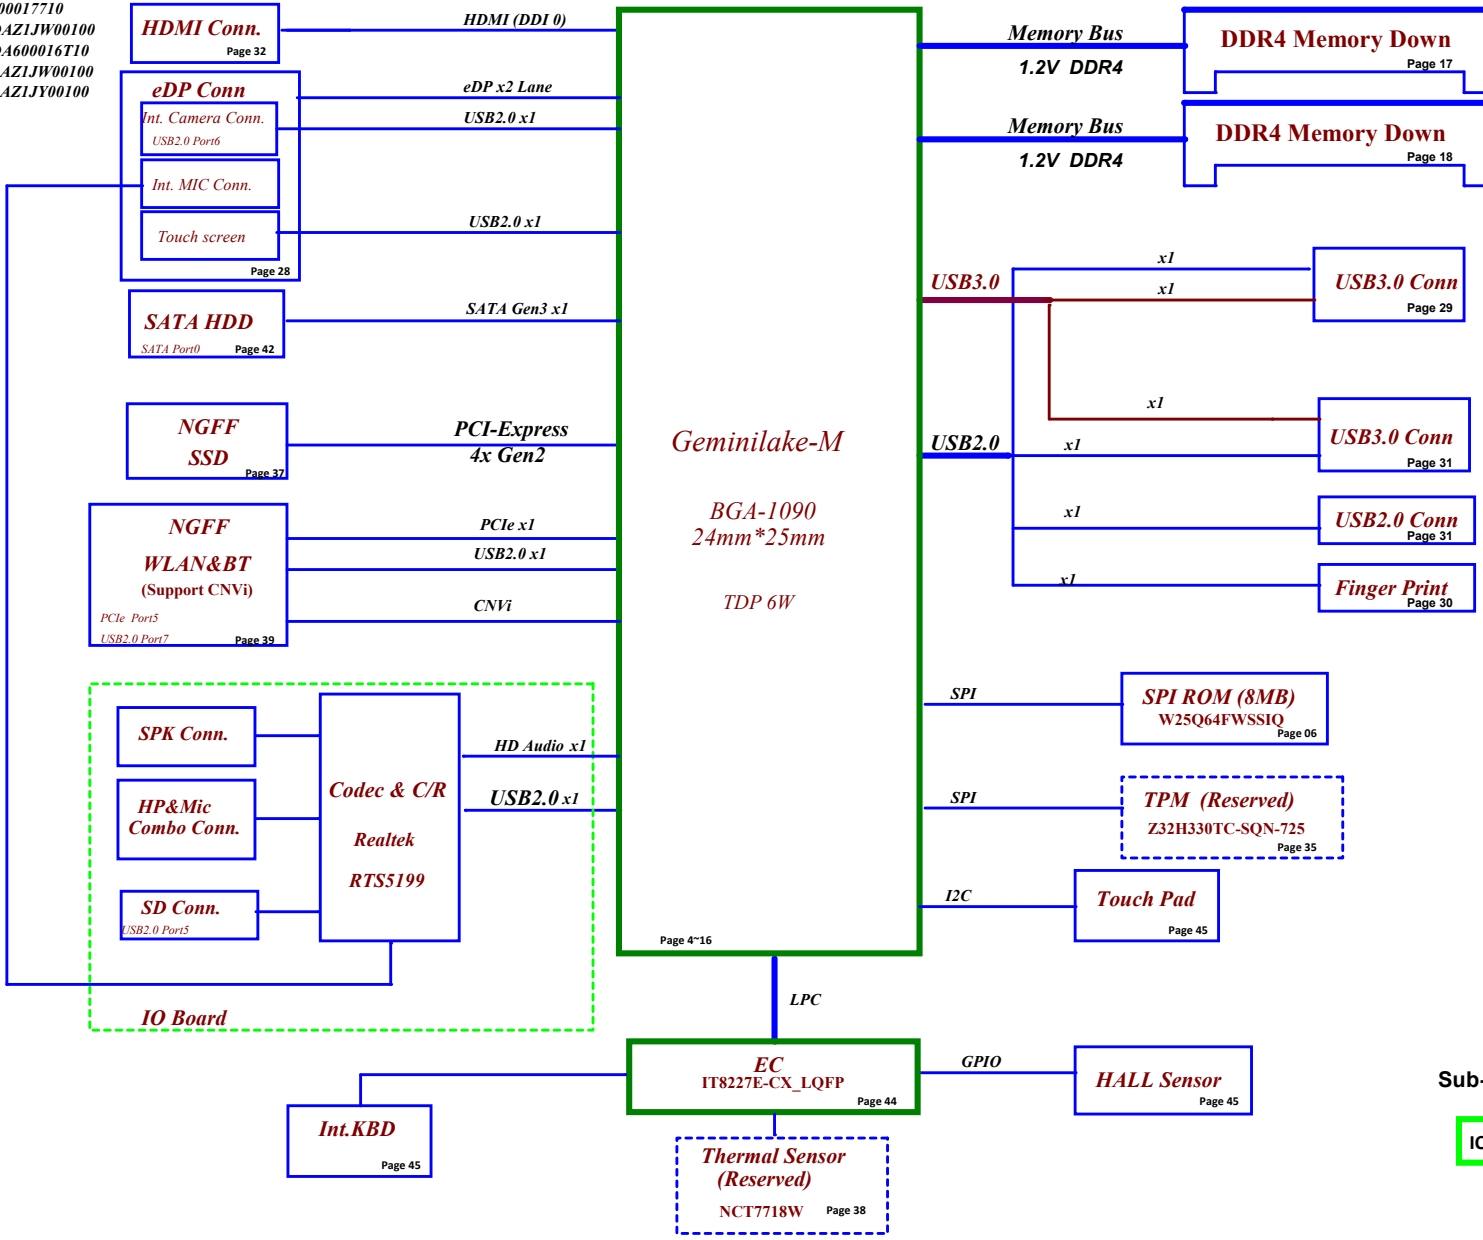 00017710
AZ1JW00100
A600016T10
AZ1JW00100
AZ1JY00100
HDMI Conn.
Page 32
HDMI (DDI 0)
eDP Conn
eDP x2 Lane
Int. Camera Conn.
USB2.0 Port6
USB2.0 x1
Int. MIC Conn.
Touch screen
USB2.0 x1
Page 28
SATA HDD
SATA Port0
Page 42
SATA Gen3 x1
NGFF
SSD
Page 37
PCI-Express
4x Gen2
NGFF
WLAN&BT
(Support CNVi)
PCIe Port5
USB2.0 Port7
Page 39
PCIe x1
USB2.0 x1
CNVi
SPK Conn.
HP&Mic
Combo Conn.
SD Conn.
USB2.0 Port5
Codec & C/R
Realtek
RTS5199
HD Audio x1
USB2.0 x1
IO Board
Geminilake-M
BGA-1090
24mm*25mm
TDP 6W
Page 4~16
Memory Bus
1.2V DDR4
DDR4 Memory Down
Page 17
Memory Bus
1.2V DDR4
DDR4 Memory Down
Page 18
USB3.0
x1
x1
USB3.0 Conn
Page 29
x1
USB2.0
x1
USB3.0 Conn
Page 31
x1
USB2.0 Conn
Page 31
x1
Finger Print
Page 30
SPI
SPI ROM (8MB)
W25Q64FWSSIQ
Page 06
SPI
TPM (Reserved)
Z32H330TC-SQN-725
Page 35
I2C
Touch Pad
Page 45
LPC
EC
IT8227E-CX_LQFP
Page 44
GPIO
HALL Sensor
Page 45
Int.KBD
Page 45
Thermal Sensor
(Reserved)
NCT7718W
Page 38
Sub-